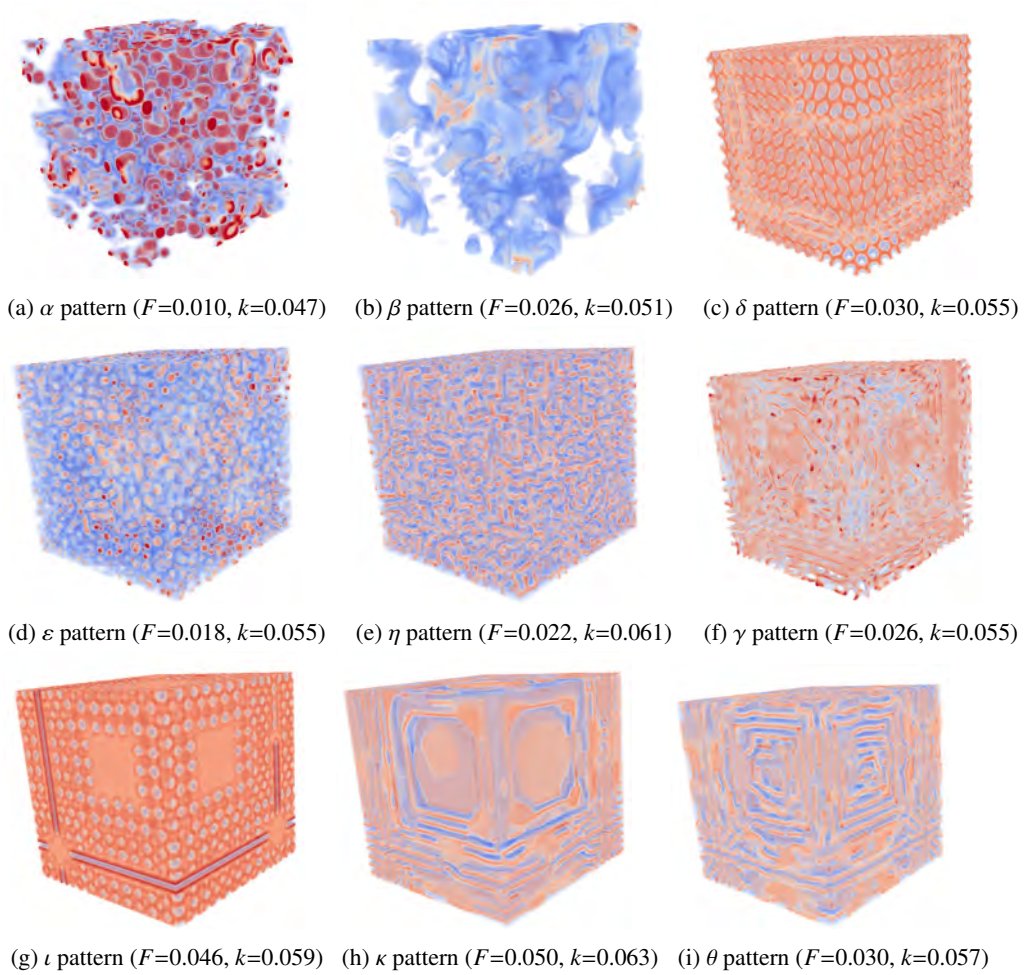 (a) α pattern (F=0.010, k=0.047) (b) β pattern (F=0.026, k=0.051) (c) δ pattern (F=0.030, k=0.055)
(d) ε pattern (F=0.018, k=0.055) (e) η pattern (F=0.022, k=0.061) (f) γ pattern (F=0.026, k=0.055)
(g) ι pattern (F=0.046, k=0.059) (h) κ pattern (F=0.050, k=0.063) (i) θ pattern (F=0.030, k=0.057)